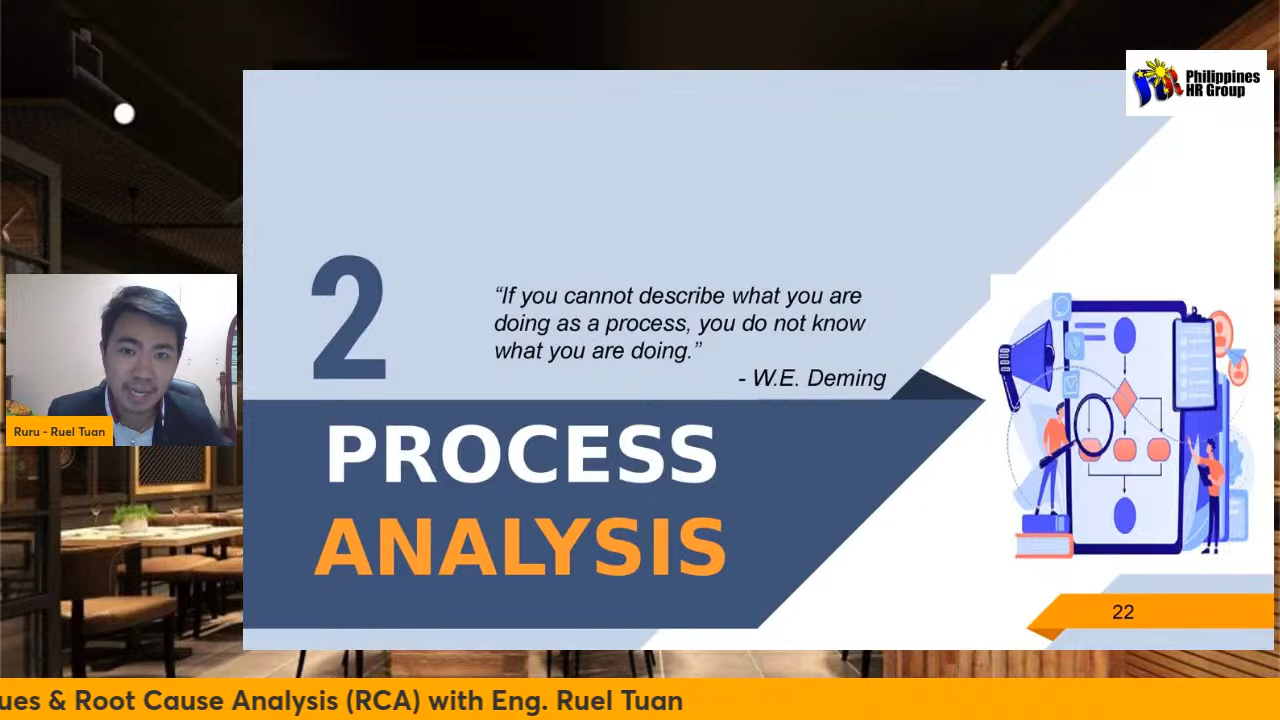 Philippines
HR Group
2
“If you cannot describe what you are
doing as a process, you do not know
what you are doing.”
- W.E. Deming
Ruru - Ruel Tuan
PROCESS
ANALYSIS
22
ues & Root Cause Analysis (RCA) with Eng. Ruel Tuan